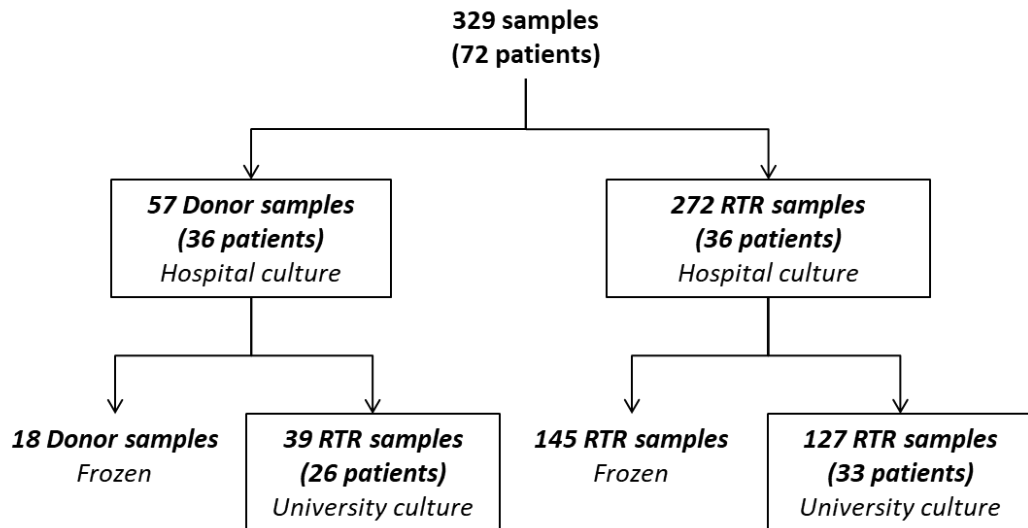 329 samples
(72 patients)
57 Donor samples
(36 patients)
Hospital culture
272 RTR samples
(36 patients)
Hospital culture
18 Donor samples
Frozen
39 RTR samples
(26 patients)
University culture
145 RTR samples
Frozen
127 RTR samples
(33 patients)
University culture